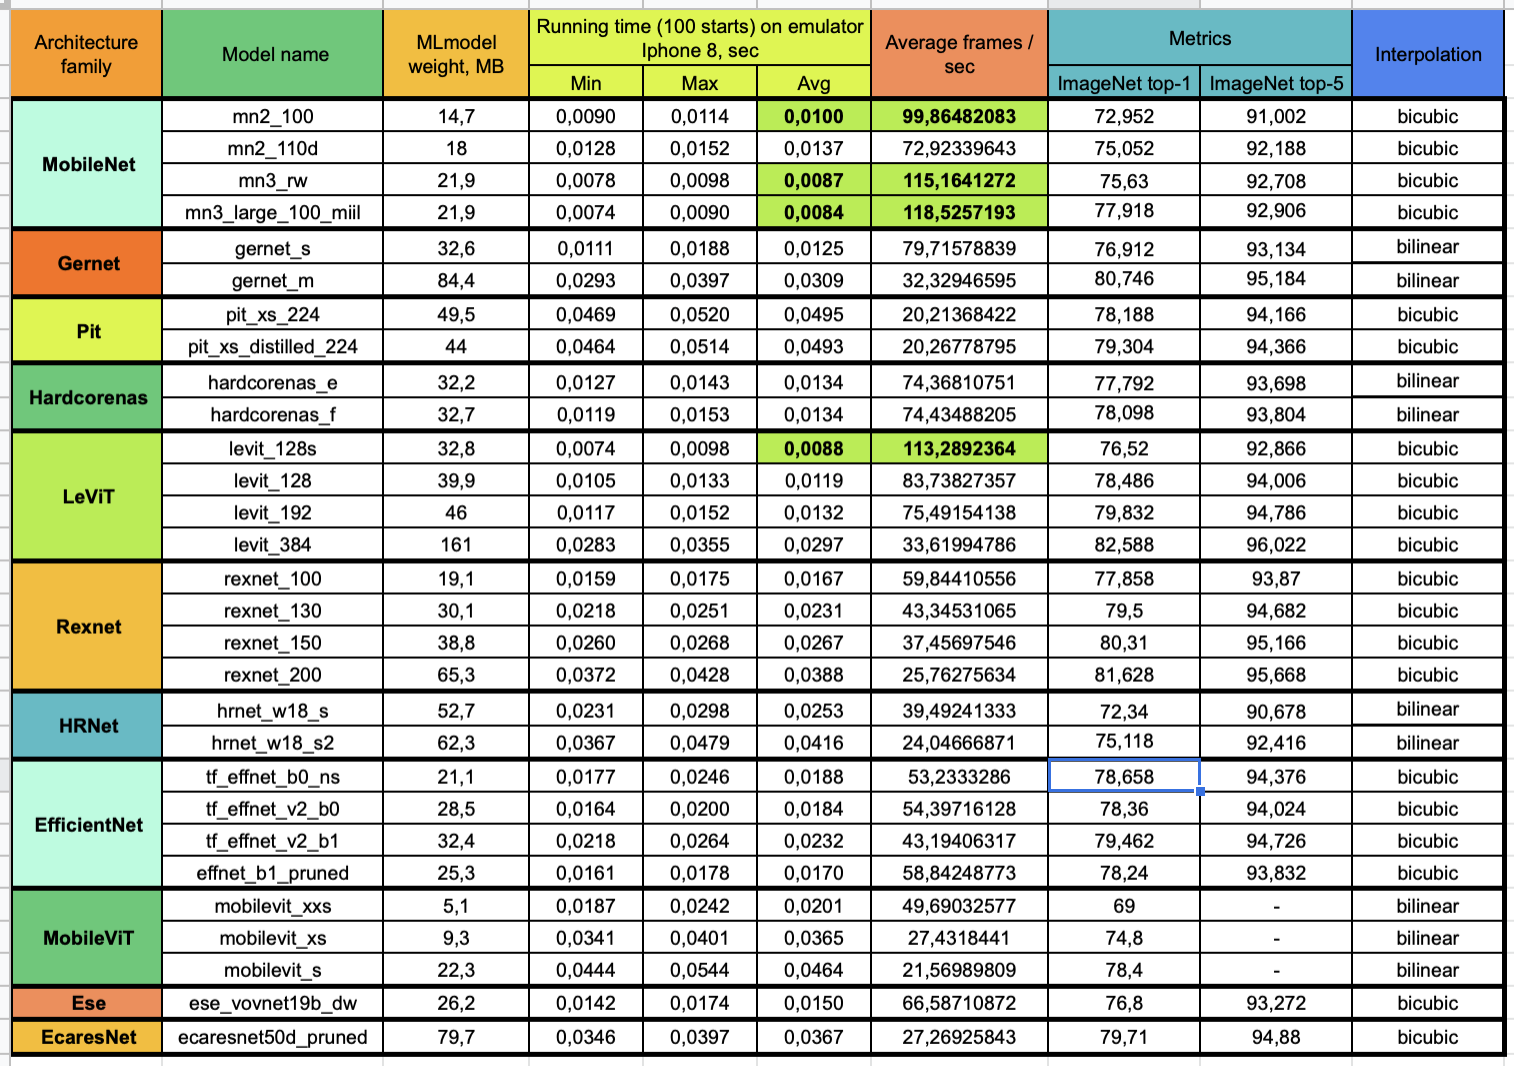 Architecture family | Model name | MLmodel weight, MB | Running time (100 starts) on emulator Iphone 8, sec | Average frames / sec | Metrics | Interpolation
Min | Max | Avg | ImageNet top-1 | ImageNet top-5
MobileNet | mn2_100 | 14,7 | 0,0090 | 0,0114 | 0,0100 | 99,86482083 | 72,952 | 91,002 | bicubic
mn2_110d | 18 | 0,0128 | 0,0152 | 0,0137 | 72,92339643 | 75,052 | 92,188 | bicubic
mn3_rw | 21,9 | 0,0078 | 0,0098 | 0,0087 | 115,1641272 | 75,63 | 92,708 | bicubic
mn3_large_100_miil | 21,9 | 0,0074 | 0,0090 | 0,0084 | 118,5257193 | 77,918 | 92,906 | bicubic
Gernet | gernet_s | 32,6 | 0,0111 | 0,0188 | 0,0125 | 79,71578839 | 76,912 | 93,134 | bilinear
gernet_m | 84,4 | 0,0293 | 0,0397 | 0,0309 | 32,32946595 | 80,746 | 95,184 | bilinear
Pit | pit_xs_224 | 49,5 | 0,0469 | 0,0520 | 0,0495 | 20,21368422 | 78,188 | 94,166 | bicubic
pit_xs_distilled_224 | 44 | 0,0464 | 0,0514 | 0,0493 | 20,26778795 | 79,304 | 94,366 | bicubic
Hardcorenas | hardcorenas_e | 32,2 | 0,0127 | 0,0143 | 0,0134 | 74,36810751 | 77,792 | 93,698 | bilinear
hardcorenas_f | 32,7 | 0,0119 | 0,0153 | 0,0134 | 74,43488205 | 78,098 | 93,804 | bilinear
LeViT | levit_128s | 32,8 | 0,0074 | 0,0098 | 0,0088 | 113,2892364 | 76,52 | 92,866 | bicubic
levit_128 | 39,9 | 0,0105 | 0,0133 | 0,0119 | 83,73827357 | 78,486 | 94,006 | bicubic
levit_192 | 46 | 0,0117 | 0,0152 | 0,0132 | 75,49154138 | 79,832 | 94,786 | bicubic
levit_384 | 161 | 0,0283 | 0,0355 | 0,0297 | 33,61994786 | 82,588 | 96,022 | bicubic
Rexnet | rexnet_100 | 19,1 | 0,0159 | 0,0175 | 0,0167 | 59,84410556 | 77,858 | 93,87 | bicubic
rexnet_130 | 30,1 | 0,0218 | 0,0251 | 0,0231 | 43,34531065 | 79,5 | 94,682 | bicubic
rexnet_150 | 38,8 | 0,0260 | 0,0268 | 0,0267 | 37,45697546 | 80,31 | 95,166 | bicubic
rexnet_200 | 65,3 | 0,0372 | 0,0428 | 0,0388 | 25,76275634 | 81,628 | 95,668 | bicubic
HRNet | hrnet_w18_s | 52,7 | 0,0231 | 0,0298 | 0,0253 | 39,49241333 | 72,34 | 90,678 | bilinear
hrnet_w18_s2 | 62,3 | 0,0367 | 0,0479 | 0,0416 | 24,04666871 | 75,118 | 92,416 | bilinear
EfficientNet | tf_effnet_b0_ns | 21,1 | 0,0177 | 0,0246 | 0,0188 | 53,2333286 | 78,658 | 94,376 | bicubic
tf_effnet_v2_b0 | 28,5 | 0,0164 | 0,0200 | 0,0184 | 54,39716128 | 78,36 | 94,024 | bicubic
tf_effnet_v2_b1 | 32,4 | 0,0218 | 0,0264 | 0,0232 | 43,19406317 | 79,462 | 94,726 | bicubic
effnet_b1_pruned | 25,3 | 0,0161 | 0,0178 | 0,0170 | 58,84248773 | 78,24 | 93,832 | bicubic
MobileViT | mobilevit_xxs | 5,1 | 0,0187 | 0,0242 | 0,0201 | 49,69032577 | 69 | - | bilinear
mobilevit_xs | 9,3 | 0,0341 | 0,0401 | 0,0365 | 27,4318441 | 74,8 | - | bilinear
mobilevit_s | 22,3 | 0,0444 | 0,0544 | 0,0464 | 21,56989809 | 78,4 | - | bilinear
Ese | ese_vovnet19b_dw | 26,2 | 0,0142 | 0,0174 | 0,0150 | 66,58710872 | 76,8 | 93,272 | bicubic
EcaresNet | ecaresnet50d_pruned | 79,7 | 0,0346 | 0,0397 | 0,0367 | 27,26925843 | 79,71 | 94,88 | bicubic